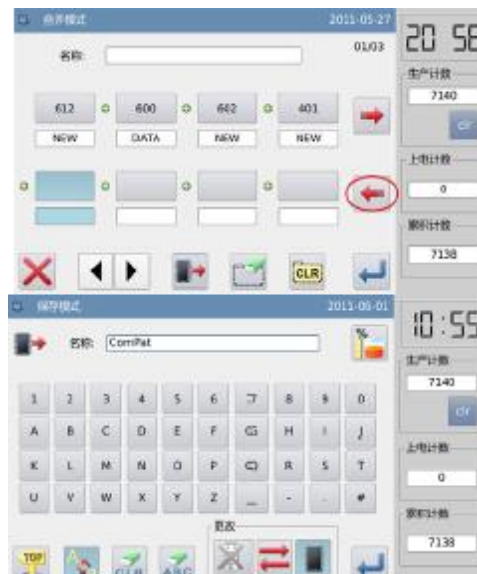 合并模式 2011-05-27
名称: 01/03
20 56
生产计数
7140
clr
612 600 602 401
NEW DATA NEW NEW
上电计数
0
累积计数
7138
CLR
保存模式 2011-06-01
名称: ComPat %
10:55
生产计数
7140
clr
1 2 3 4 5 6 7 8 9 0
A B C D E F G H I J
K L M N O P Q R S T
U V W X Y Z _ - . #
上电计数
0
更改
累积计数
7138
TOP CLR ABC